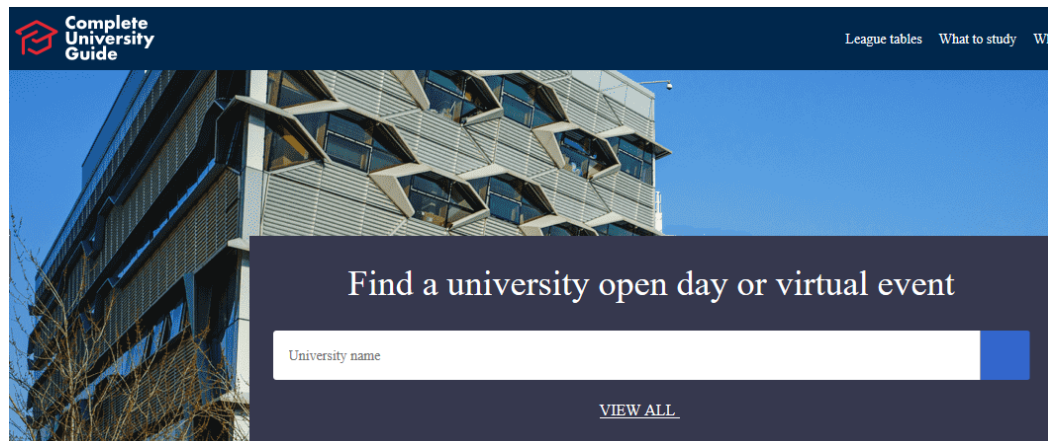 Complete
University
Guide
League tables What to study
Find a university open day or virtual event
University name
VIEW ALL